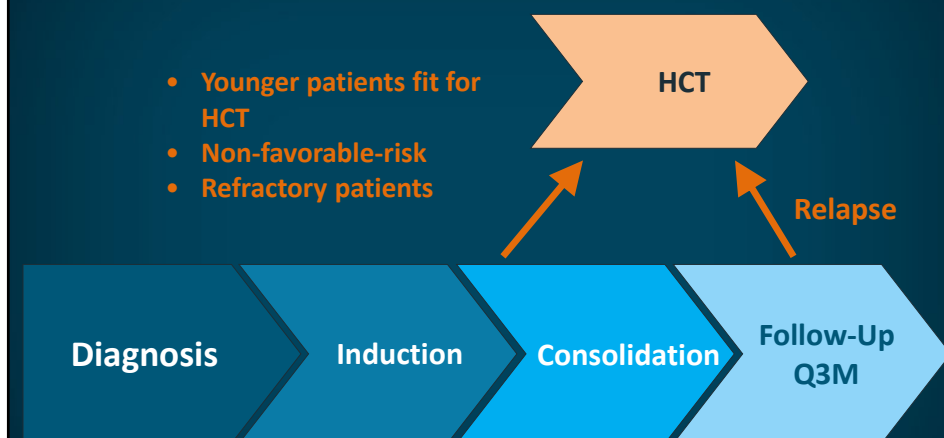 HCT
• Younger patients fit for
HCT
• Non-favorable-risk
• Refractory patients
Relapse
Diagnosis
Induction
Consolidation
Follow-Up
Q3M